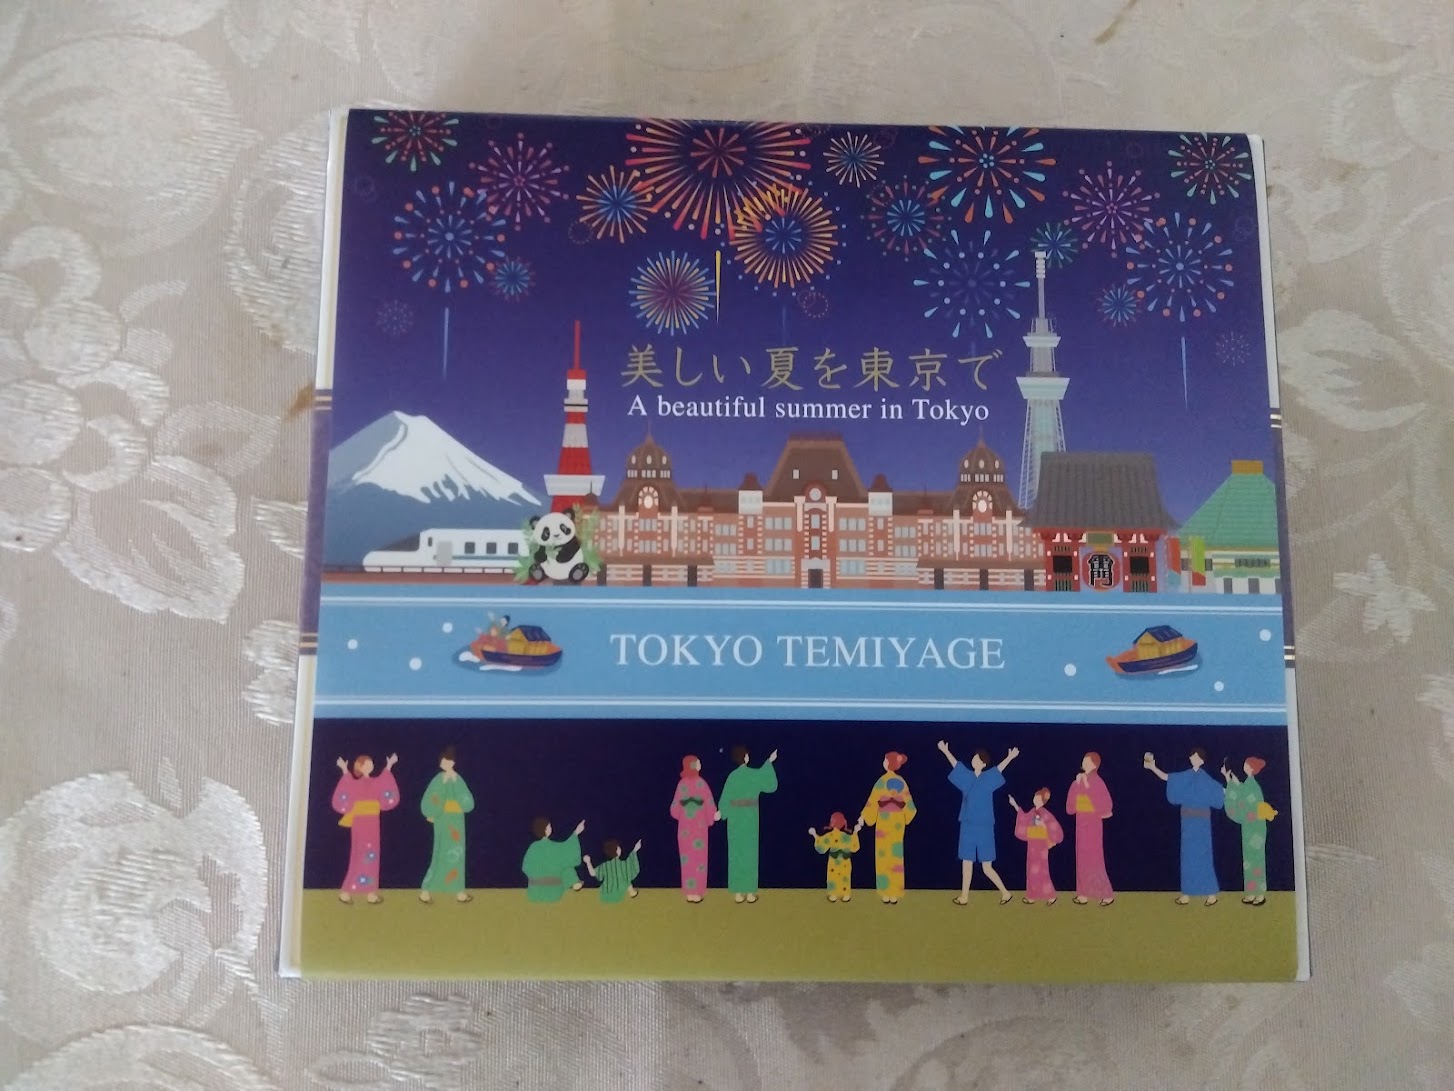 美しい夏を東京で
A beautiful summer in Tokyo
TOKYO TEMIYAGE